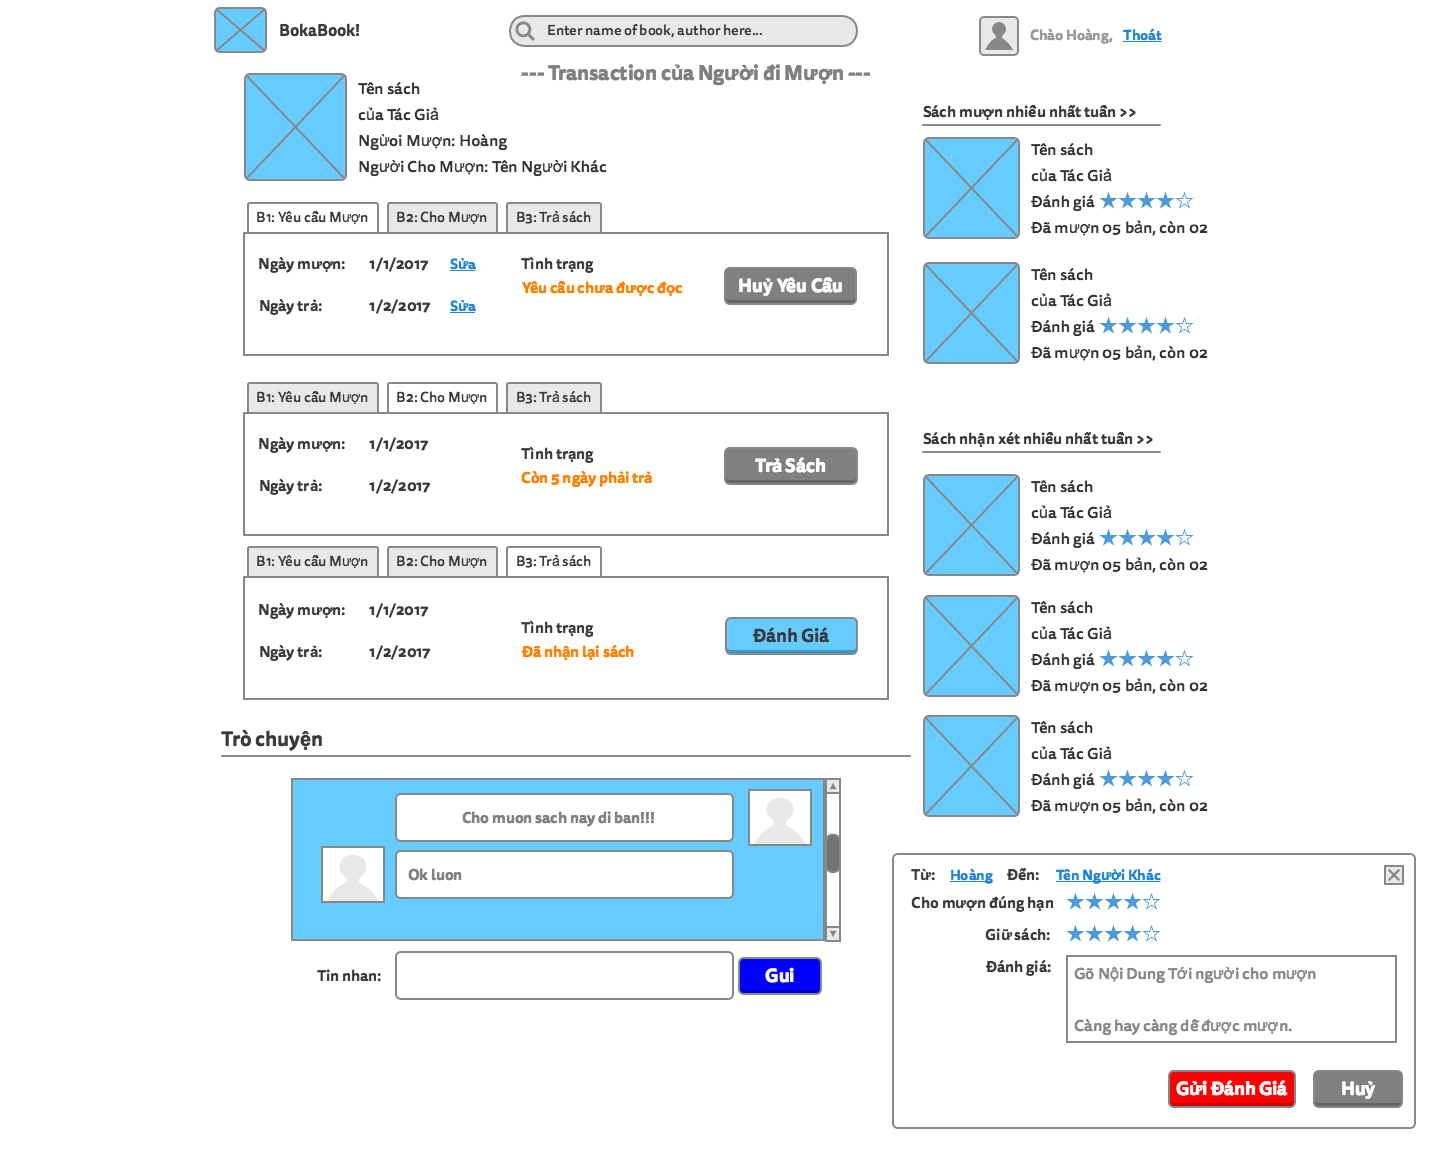 BokaBook!
Enter name of book, author here...
Chào Hoàng, Thoát
--- Transaction của Người đi Mượn ---
Tên sách
của Tác Giả
Ngừoi Mượn: Hoàng
Người Cho Mượn: Tên Người Khác
B1: Yêu cầu Mượn B2: Cho Mượn B3: Trả sách
Ngày mượn: 1/1/2017 Sửa
Ngày trả: 1/2/2017 Sửa
Tình trạng
Yêu cầu chưa được đọc
Huỷ Yêu Cầu
B1: Yêu cầu Mượn B2: Cho Mượn B3: Trả sách
Ngày mượn: 1/1/2017
Ngày trả: 1/2/2017
Tình trạng
Còn 5 ngày phải trả
Trả Sách
B1: Yêu cầu Mượn B2: Cho Mượn B3: Trả sách
Ngày mượn: 1/1/2017
Ngày trả: 1/2/2017
Tình trạng
Đã nhận lại sách
Đánh Giá
Trò chuyện
Cho muon sach nay di ban!!!
Ok luon
Tin nhan:
Gui
Sách mượn nhiều nhất tuần >>
Tên sách
của Tác Giả
Đánh giá ★★★★☆
Đã mượn 05 bản, còn 02
Tên sách
của Tác Giả
Đánh giá ★★★★☆
Đã mượn 05 bản, còn 02
Sách nhận xét nhiều nhất tuần >>
Tên sách
của Tác Giả
Đánh giá ★★★★☆
Đã mượn 05 bản, còn 02
Tên sách
của Tác Giả
Đánh giá ★★★★☆
Đã mượn 05 bản, còn 02
Tên sách
của Tác Giả
Đánh giá ★★★★☆
Đã mượn 05 bản, còn 02
Từ: Hoàng Đến: Tên Người Khác
Cho mượn đúng hạn ★★★★☆
Giữ sách: ★★★★☆
Đánh giá:
Gõ Nội Dung Tới người cho mượn
Càng hay càng dễ được mượn.
Gửi Đánh Giá
Huỷ